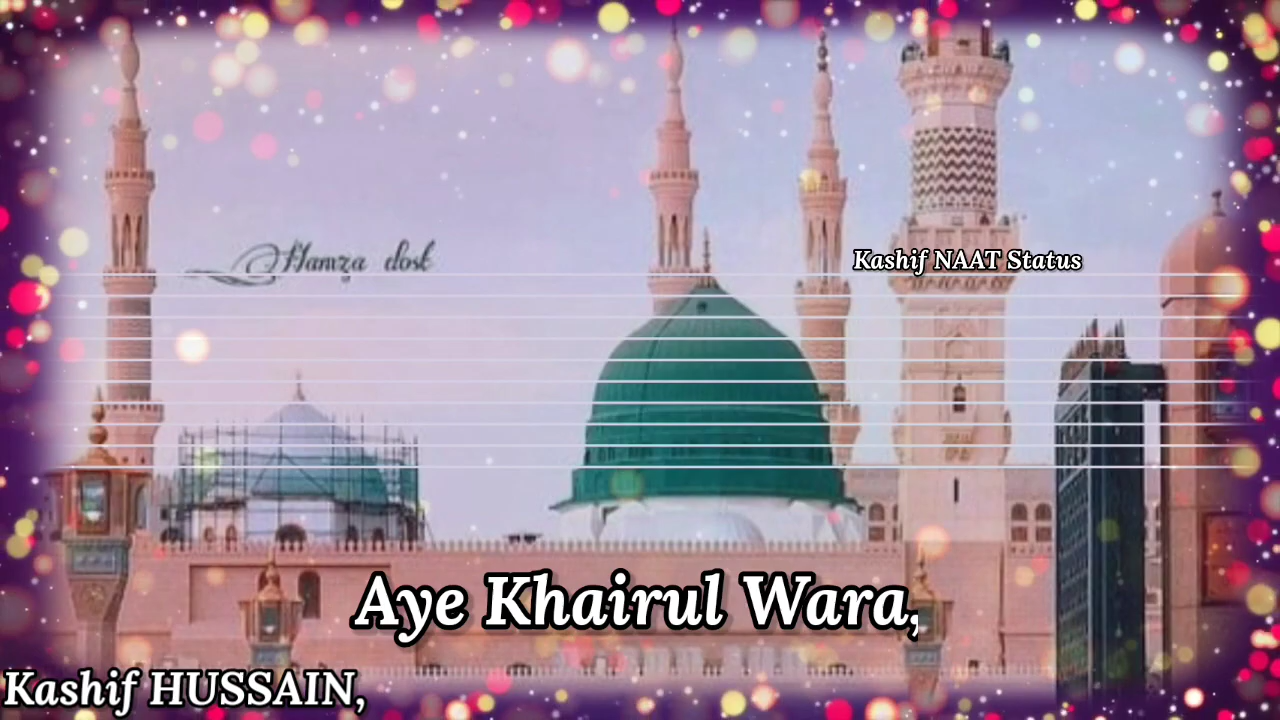 Hamza dost
Kashif NAAT Status
Aye Khairul Wara,
Kashif HUSSAIN,